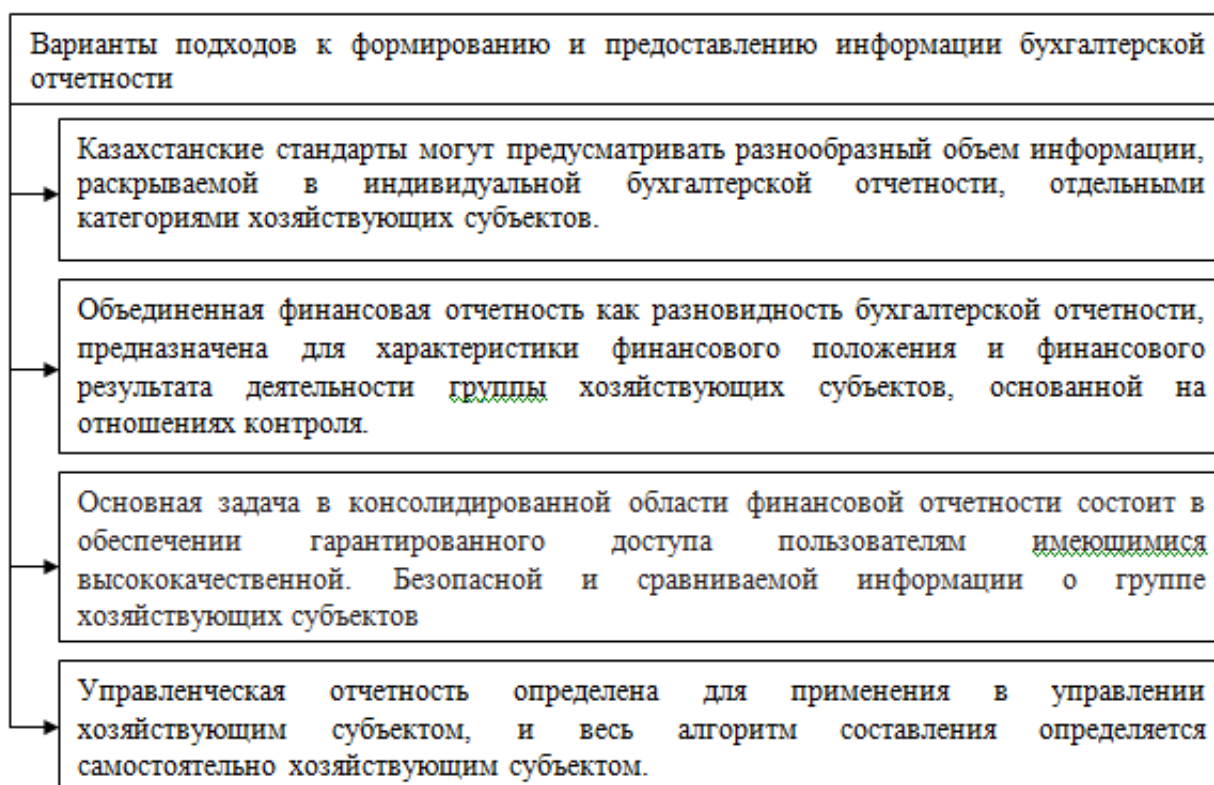 Варианты подходов к формированию и предоставлению информации бухгалтерской
отчетности
Казахстанские стандарты могут предусматривать разнообразный объем информации,
раскрываемой в индивидуальной бухгалтерской отчетности, отдельными
категориями хозяйствующих субъектов.
Объединенная финансовая отчетность как разновидность бухгалтерской отчетности,
предназначена для характеристики финансового положения и финансового
результата деятельности группы хозяйствующих субъектов, основанной на
отношениях контроля.
Основная задача в консолидированной области финансовой отчетности состоит в
обеспечении гарантированного доступа пользователям имеющимися
высококачественной. Безопасной и сравниваемой информации о группе
хозяйствующих субъектов
Управленческая отчетность определена для применения в управлении
хозяйствующим субъектом, и весь алгоритм составления определяется
самостоятельно хозяйствующим субъектом.